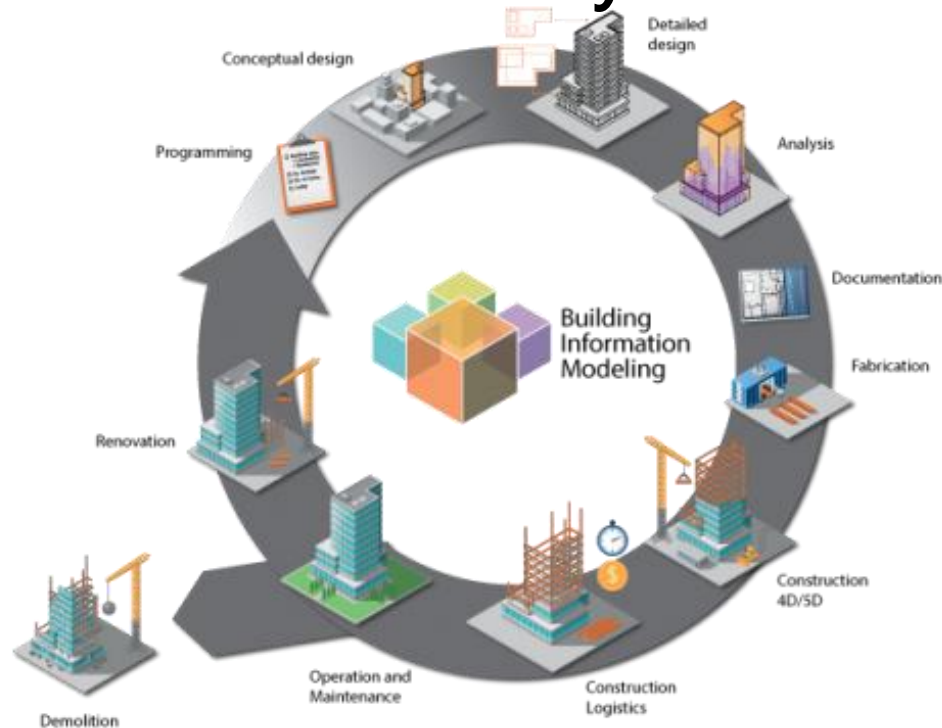 Conceptual design
Detailed
design
Programming
Analysis
Documentation
Building
Information
Modeling
Fabrication
Renovation
Construction
4D/5D
Operation and
Maintenance
Construction
Logistics
Demolition
$